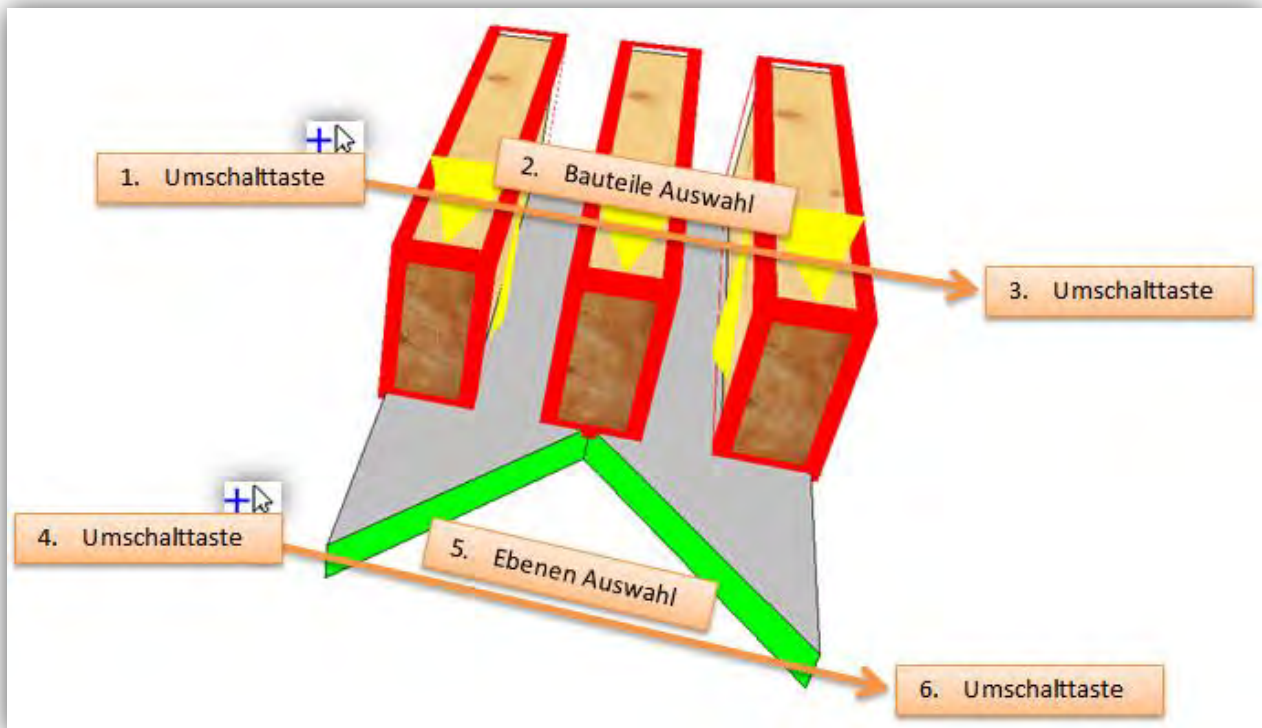 1. Umschalttaste
2. Bauteile Auswahl
3. Umschalttaste
4. Umschalttaste
5. Ebenen Auswahl
6. Umschalttaste